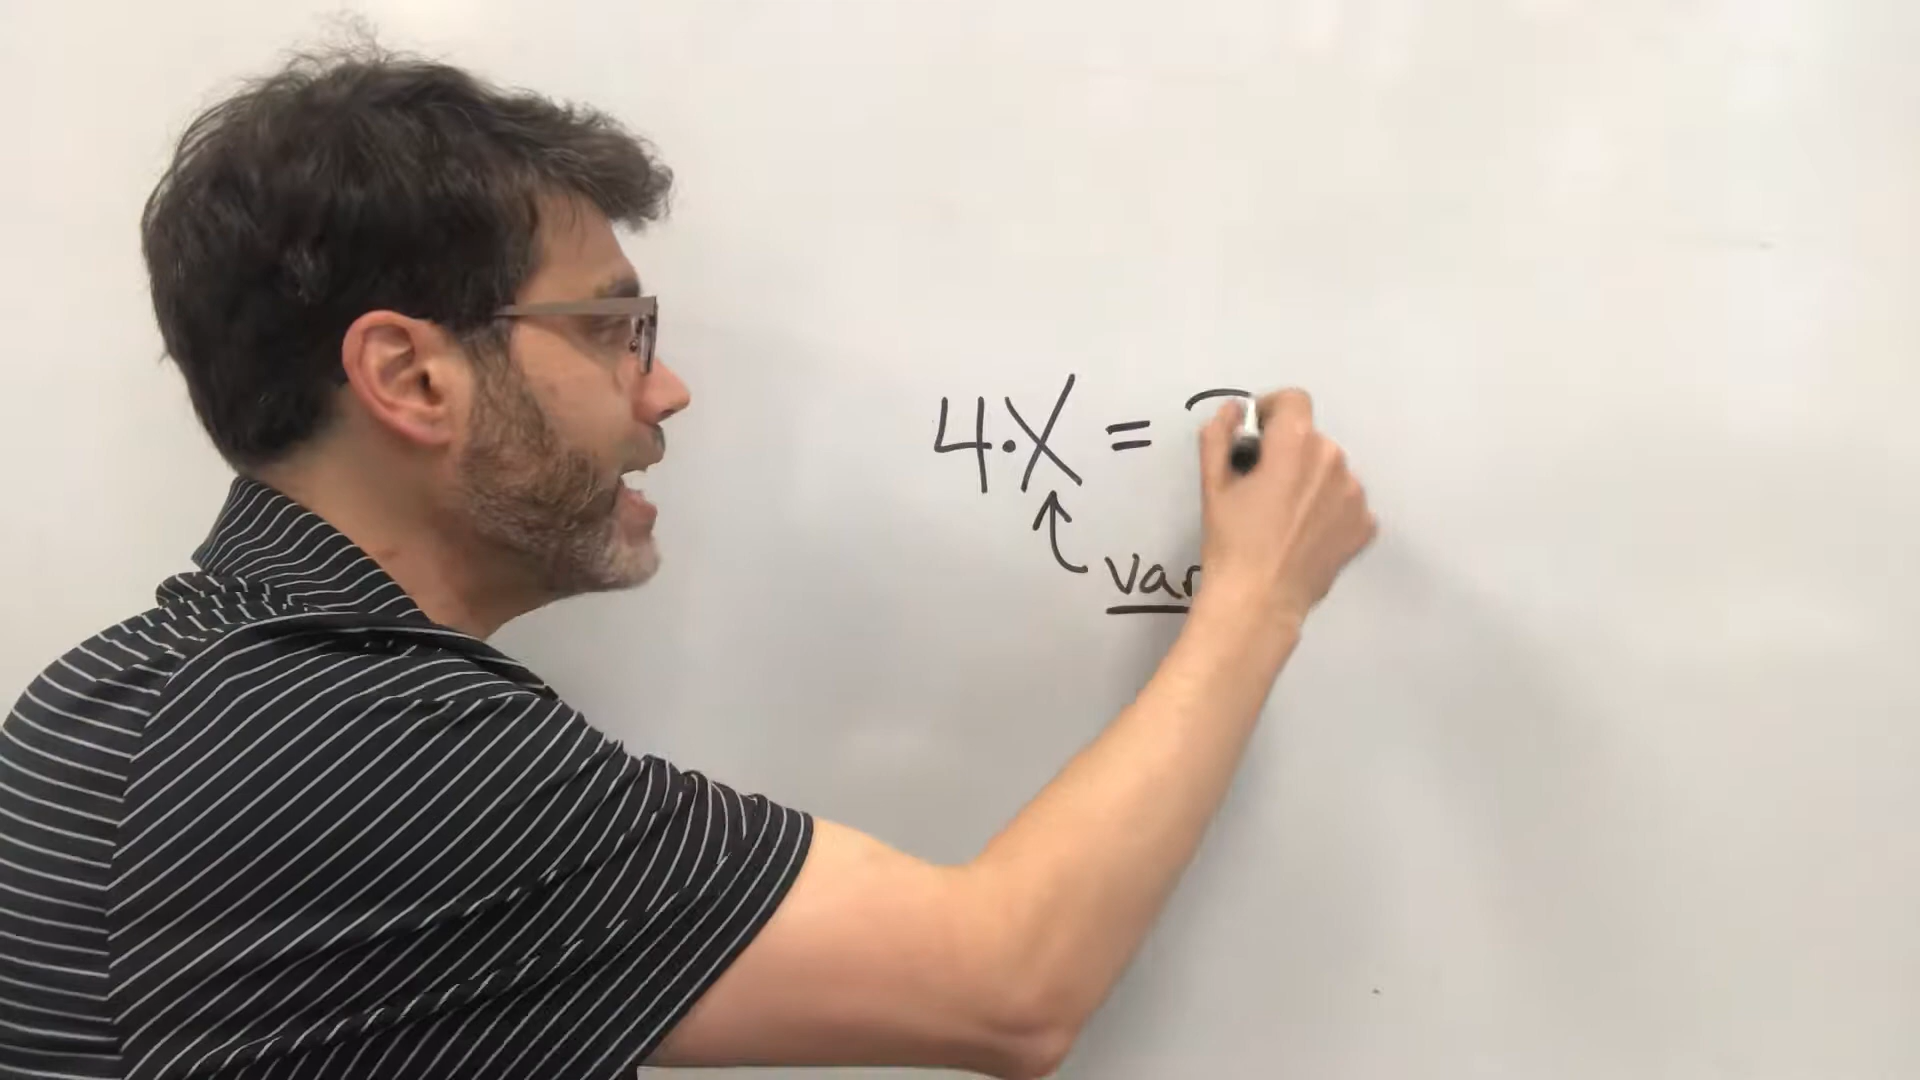 4·X =
var